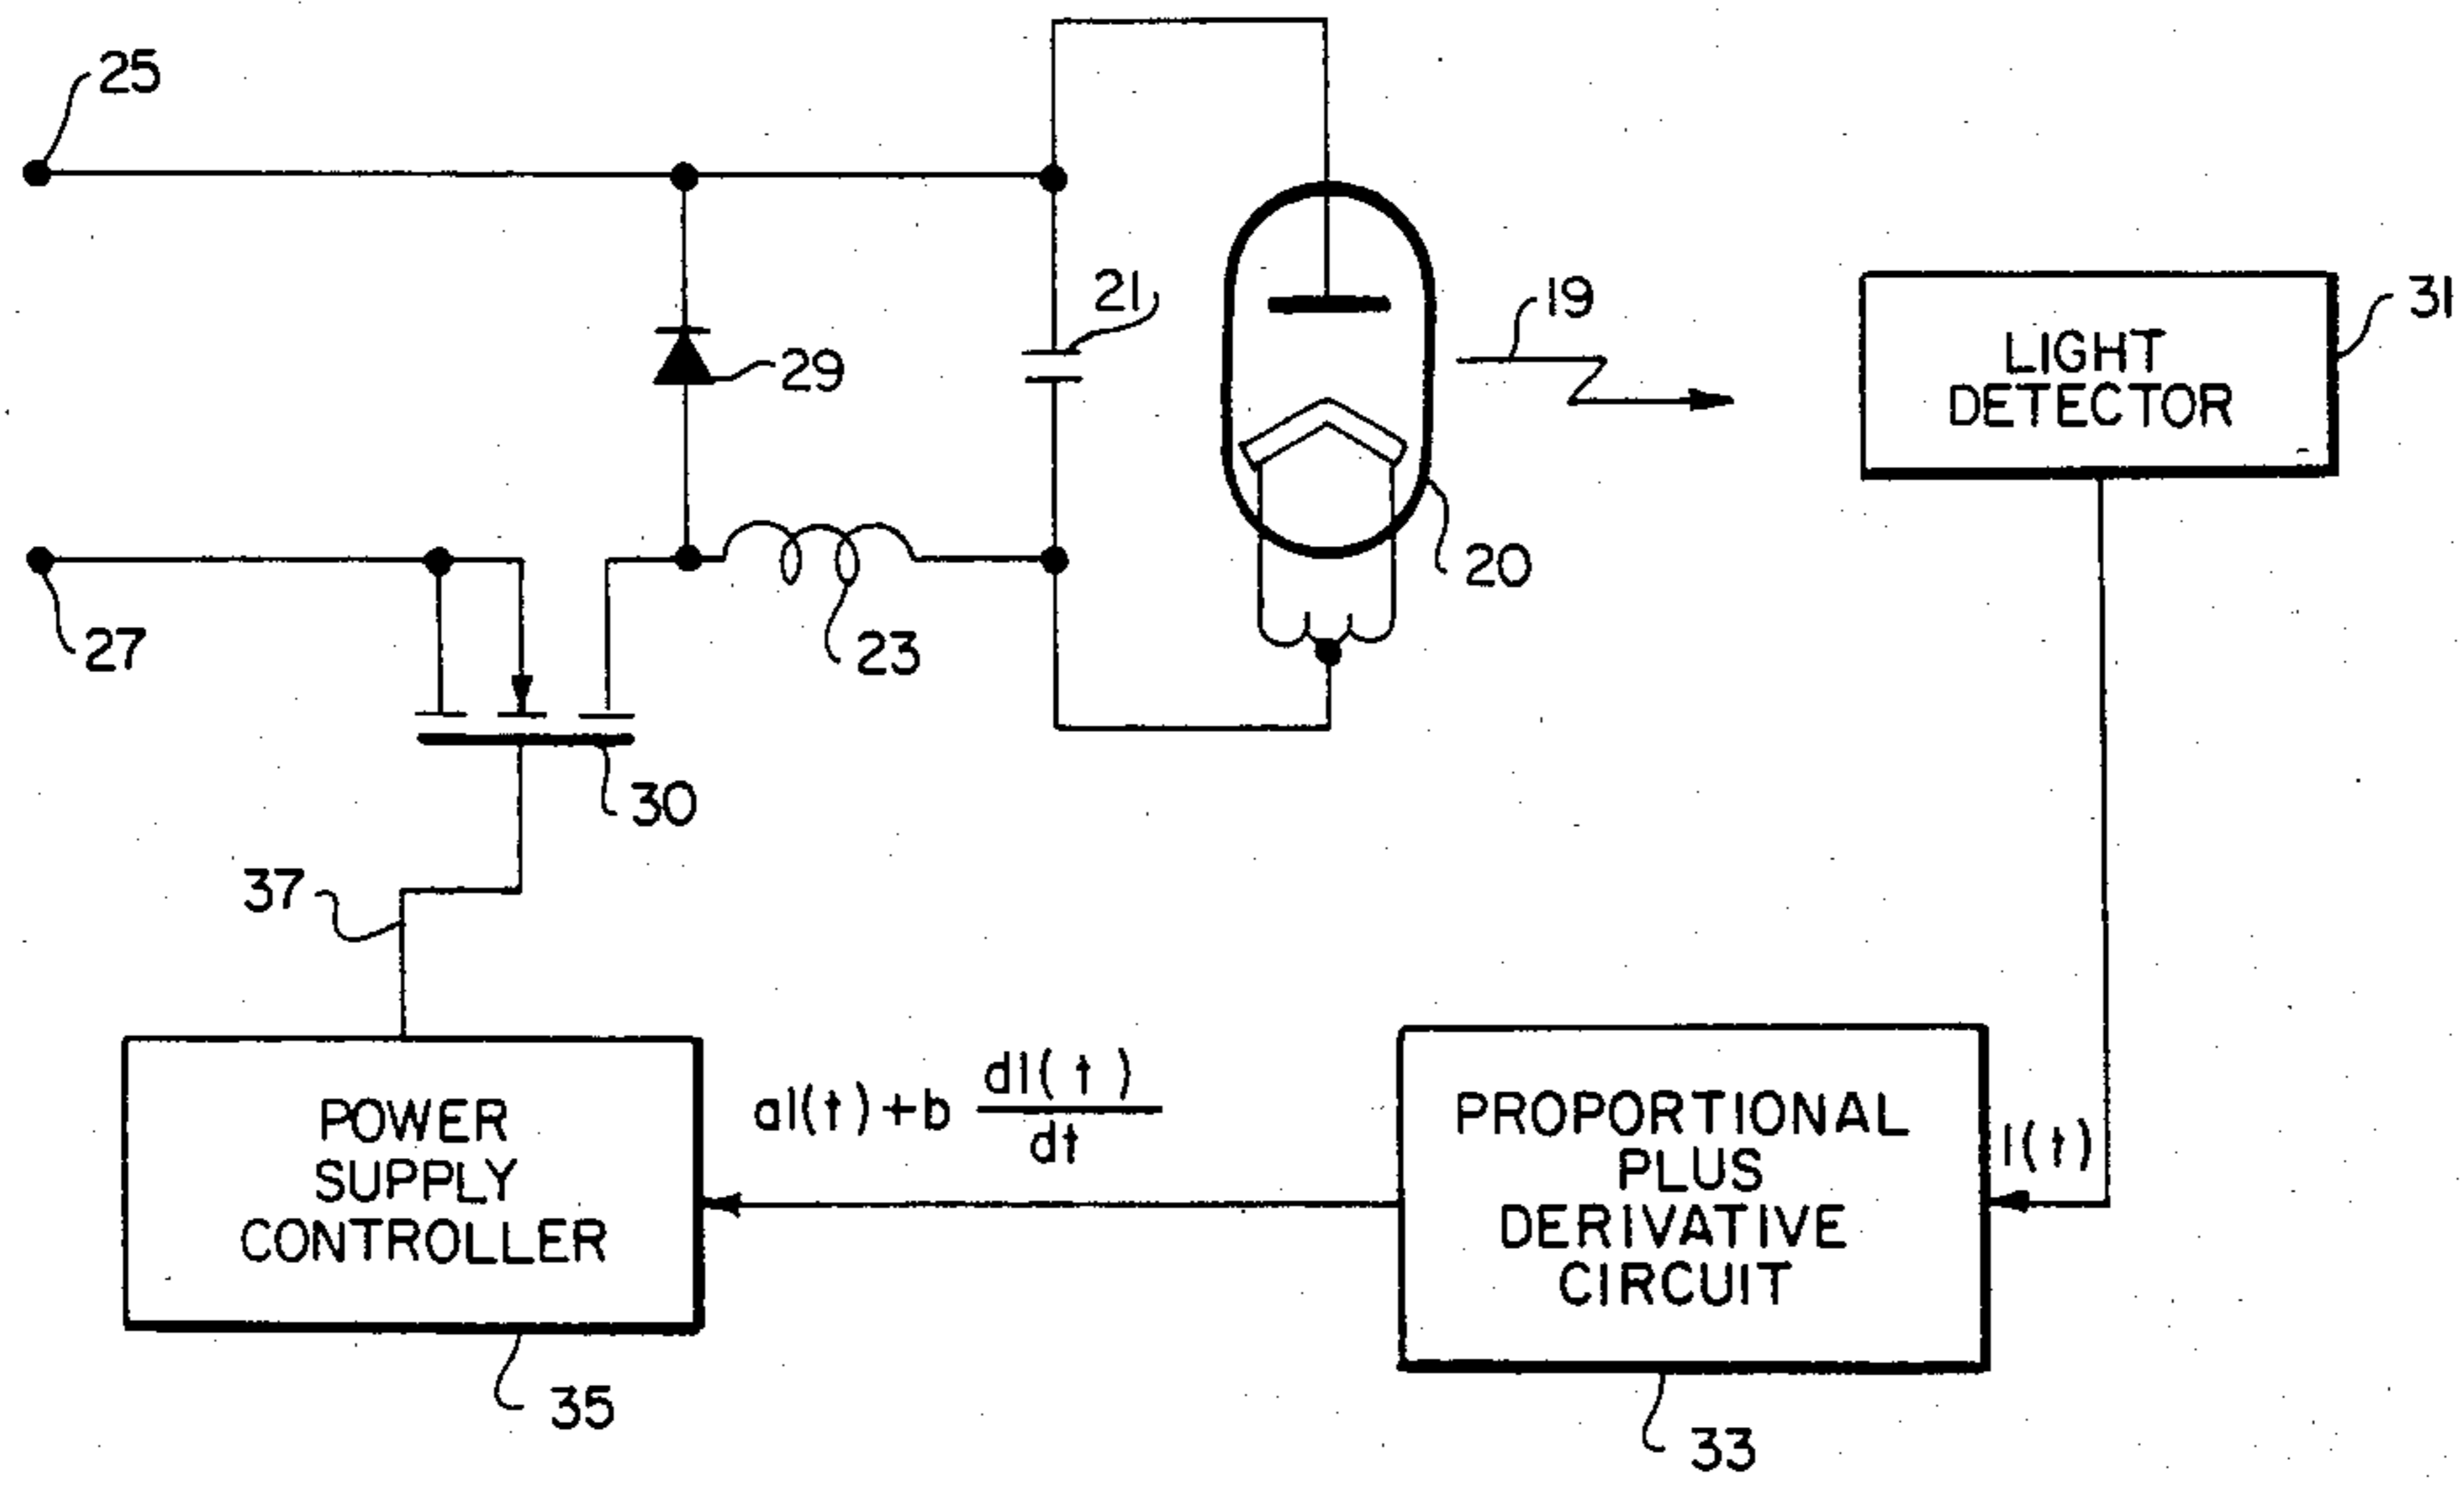 25
21
19
31
LIGHT
DETECTOR
29
20
27
23
30
37
al(t)+b dl(t)
dt
POWER
SUPPLY
CONTROLLER
PROPORTIONAL
PLUS
DERIVATIVE
CIRCUIT
l(t)
35
33